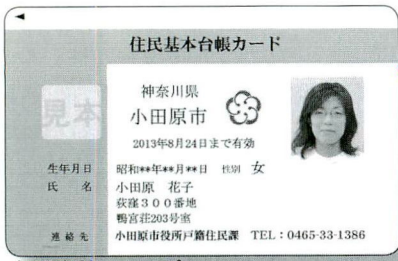 住民基本台帳カード
見本
神奈川県
小田原市
2013年8月24日まで有効
生年月日 昭和**年**月**日 性別 女
氏 名 小田原 花子
荻窪300番地
鴨宮荘203号室
連絡先 小田原市役所戸籍住民課 TEL:0465-33-1386